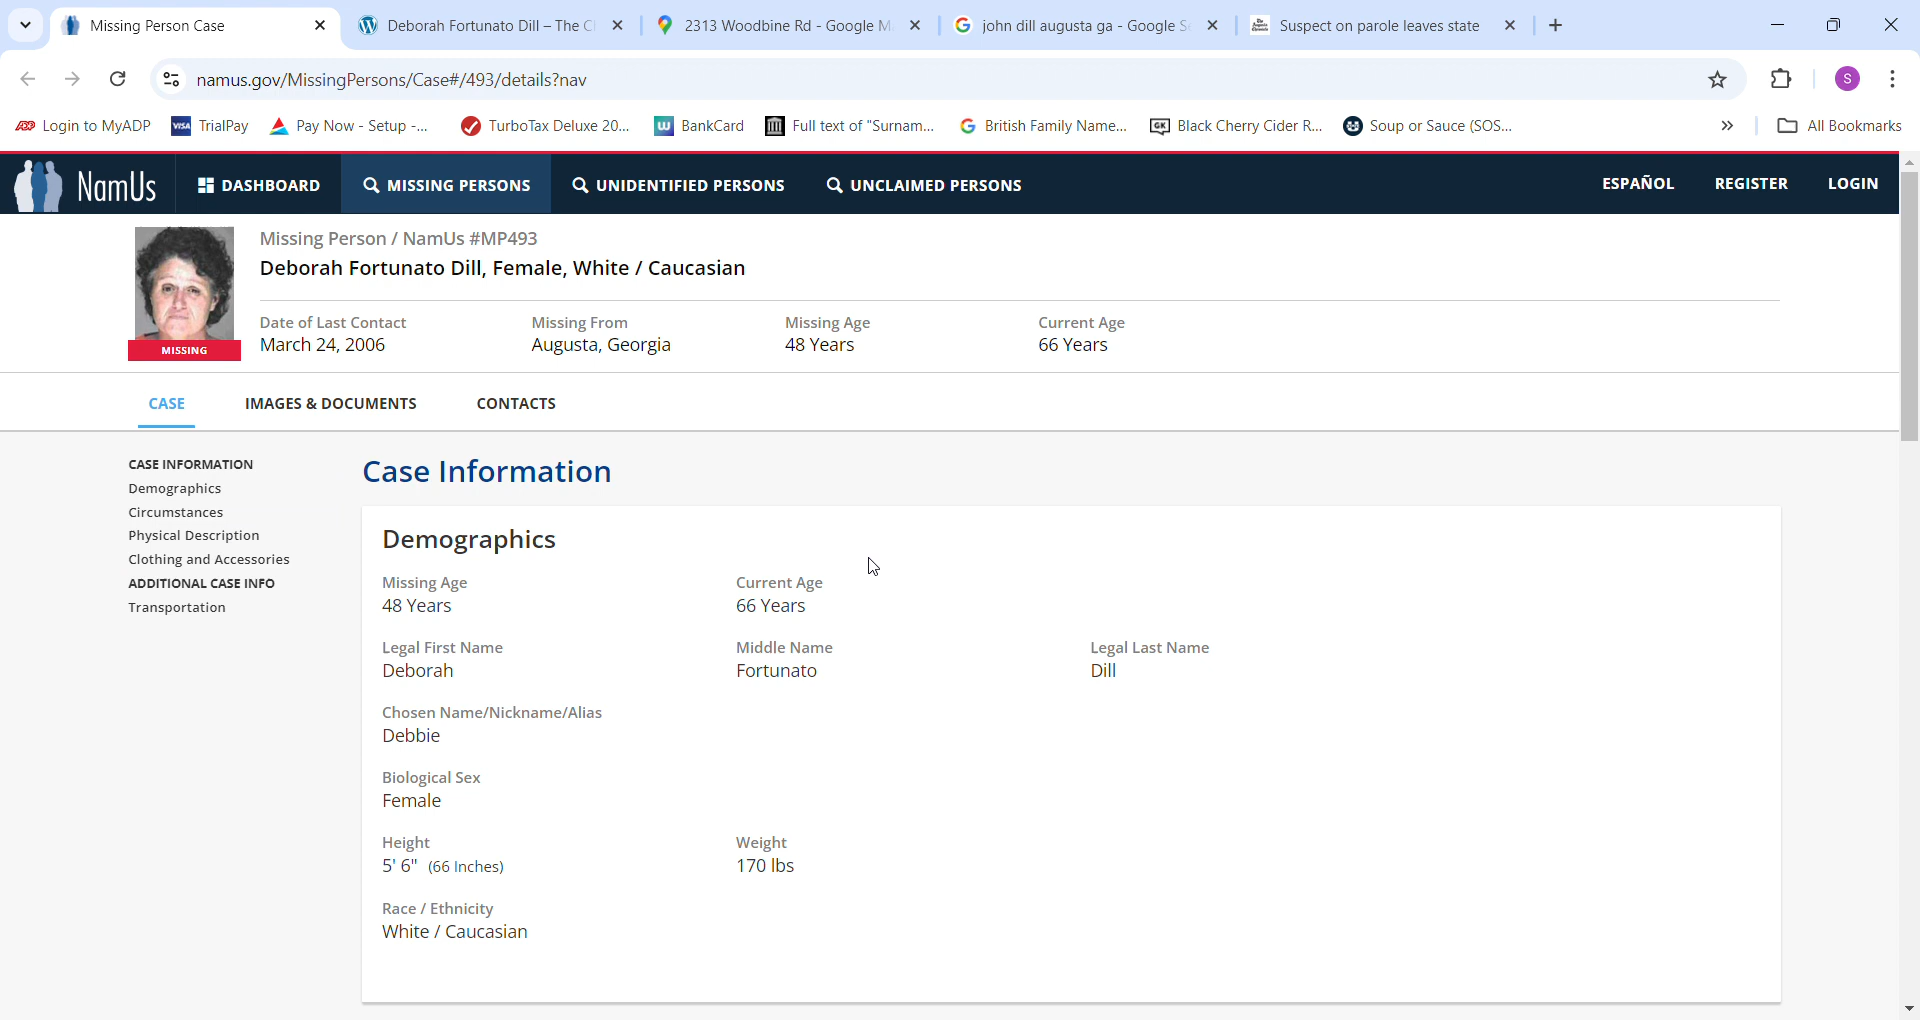 Missing Person Case
Deborah Fortunato Dill – The C
2313 Woodbine Rd - Google M
john dill augusta ga - Google S
Suspect on parole leaves state
namus.gov/MissingPersons/Case#/493/details?nav
S
Login to MyADP
VISA TrialPay
Pay Now - Setup -...
TurboTax Deluxe 20...
BankCard
Full text of "Surnam...
British Family Name...
GK Black Cherry Cider R...
Soup or Sauce (SOS...
All Bookmarks
NamUs
DASHBOARD
MISSING PERSONS
UNIDENTIFIED PERSONS
UNCLAIMED PERSONS
ESPAÑOL
REGISTER
LOGIN
Missing Person / NamUs #MP493
Deborah Fortunato Dill, Female, White / Caucasian
MISSING
Date of Last Contact Missing From Missing Age Current Age
March 24, 2006 Augusta, Georgia 48 Years 66 Years
CASE IMAGES & DOCUMENTS CONTACTS
CASE INFORMATION
Demographics
Circumstances
Physical Description
Clothing and Accessories
ADDITIONAL CASE INFO
Transportation
Case Information
Demographics
Missing Age Current Age
48 Years 66 Years
Legal First Name Middle Name Legal Last Name
Deborah Fortunato Dill
Chosen Name/Nickname/Alias
Debbie
Biological Sex
Female
Height Weight
5' 6" (66 Inches) 170 lbs
Race / Ethnicity
White / Caucasian